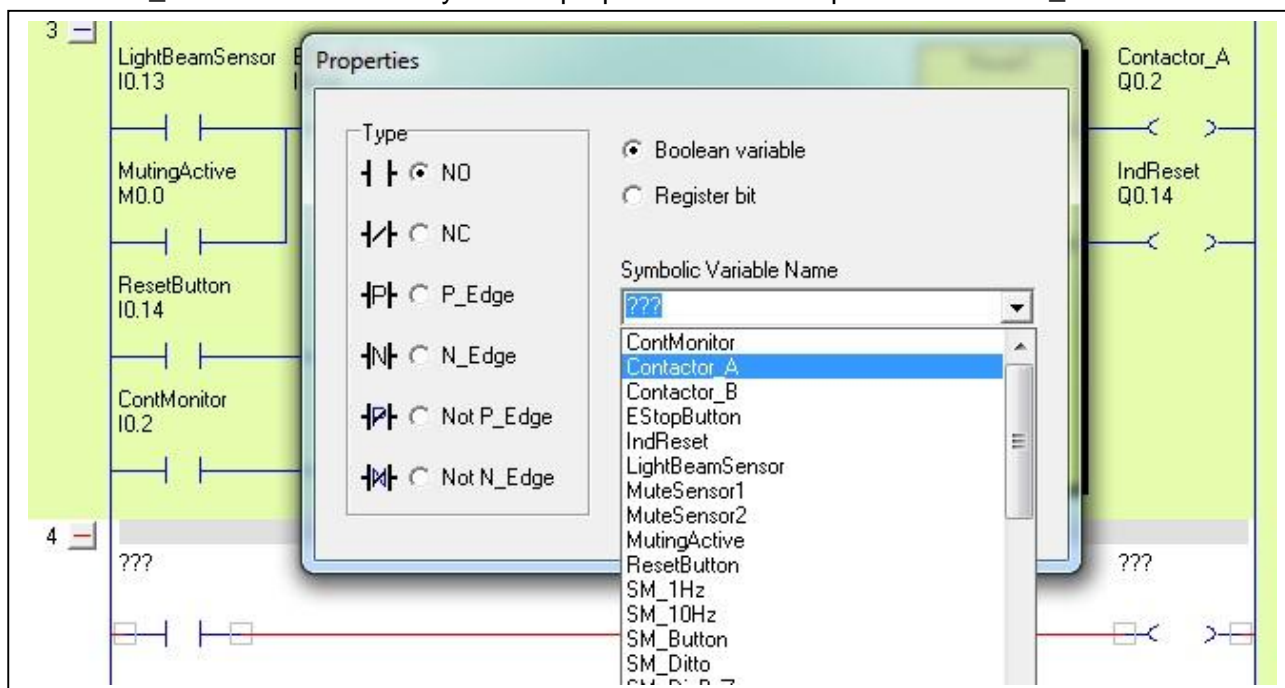 3
LightBeamSensor
I0.13
MutingActive
M0.0
ResetButton
I0.14
ContMonitor
I0.2
Properties
Type
NO
NC
P
P_Edge
N
N_Edge
P
Not P_Edge
N
Not N_Edge
Boolean variable
Register bit
Symbolic Variable Name
???
ContMonitor
Contactor_A
Contactor_B
EStopButton
IndReset
LightBeamSensor
MuteSensor1
MuteSensor2
MutingActive
ResetButton
SM_1Hz
SM_10Hz
SM_Button
SM_Ditto
Contactor_A
Q0.2
IndReset
Q0.14
4
???
???